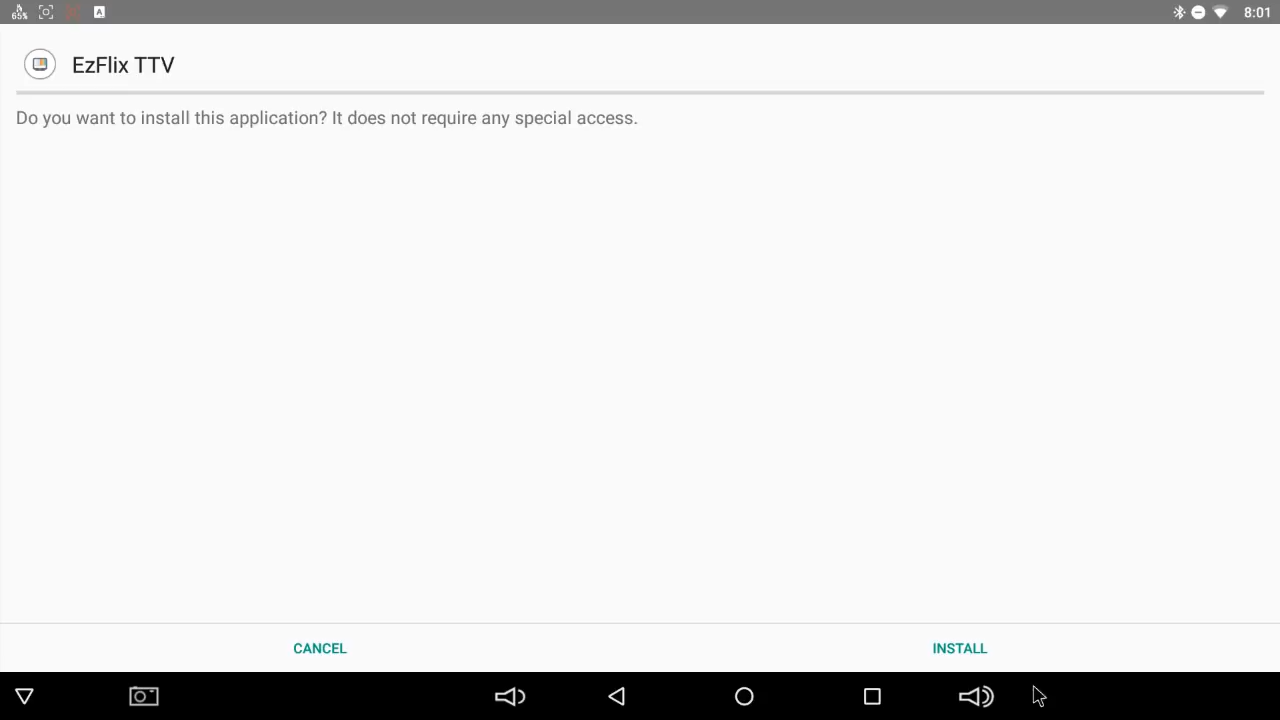 65%
A
8:01
EzFlix TTV
Do you want to install this application? It does not require any special access.
CANCEL
INSTALL